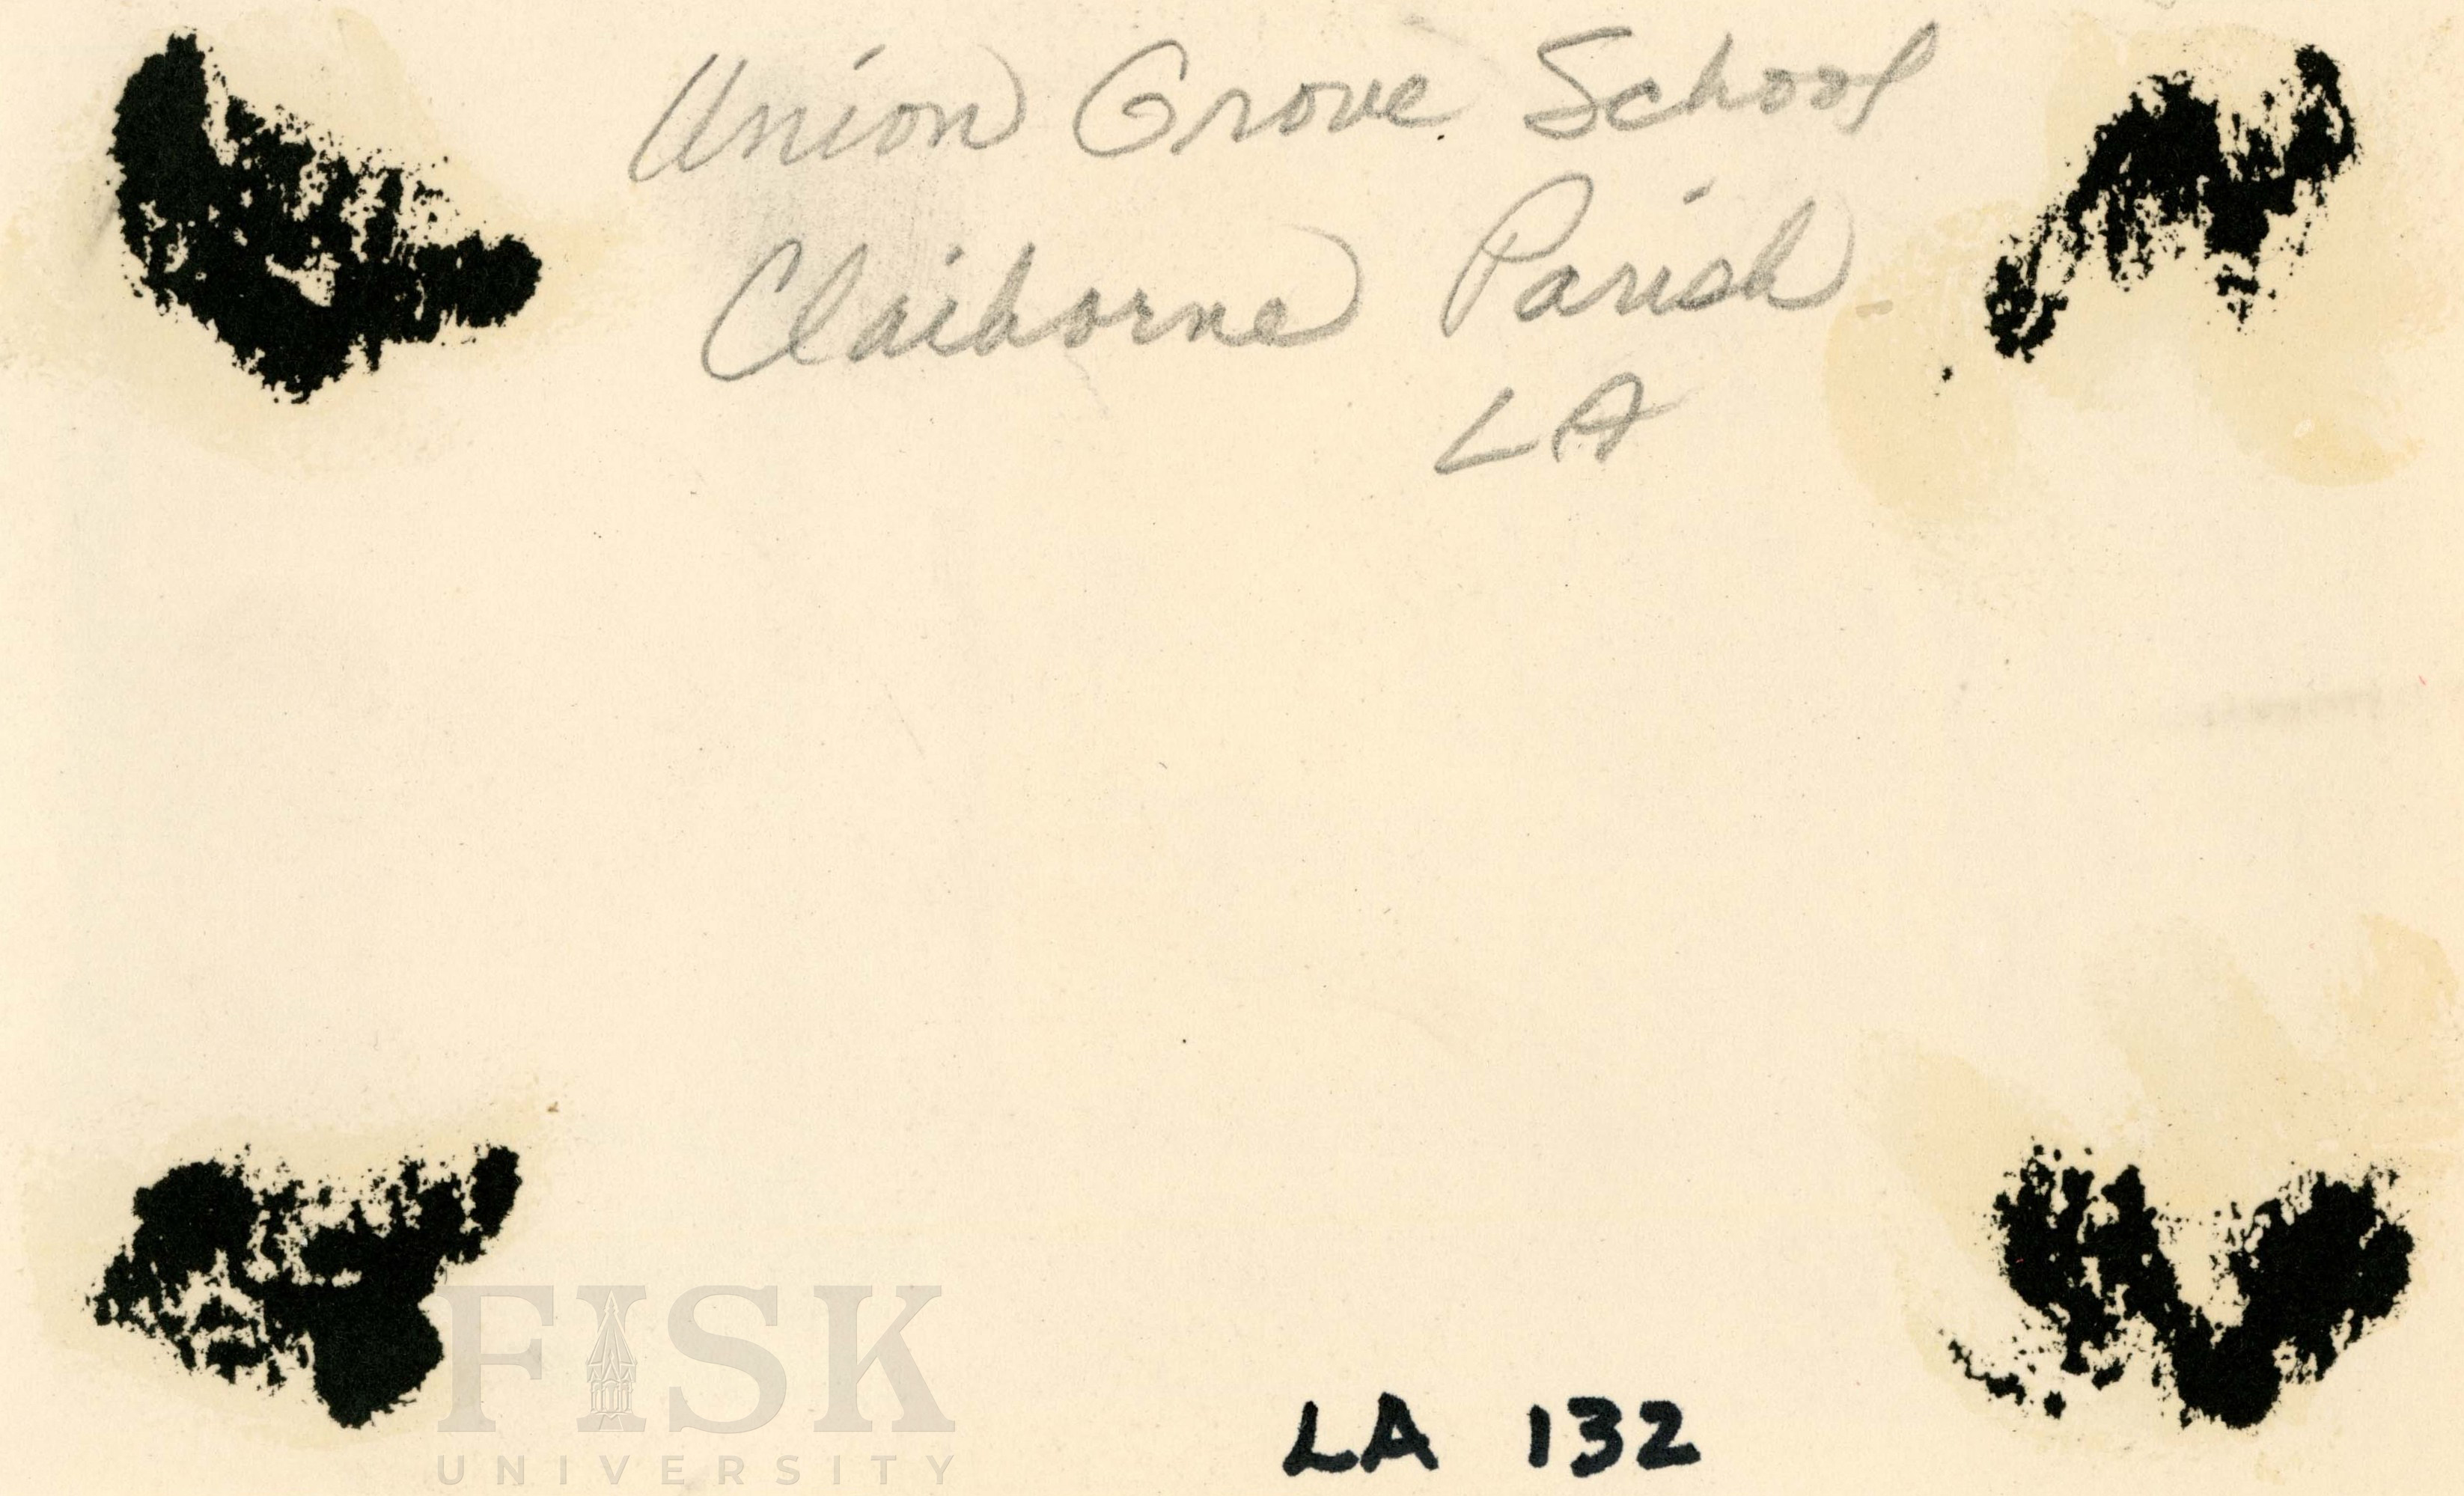 Union Grove School
Claiborne Parish
LA
FISK
UNIVERSITY
LA 132